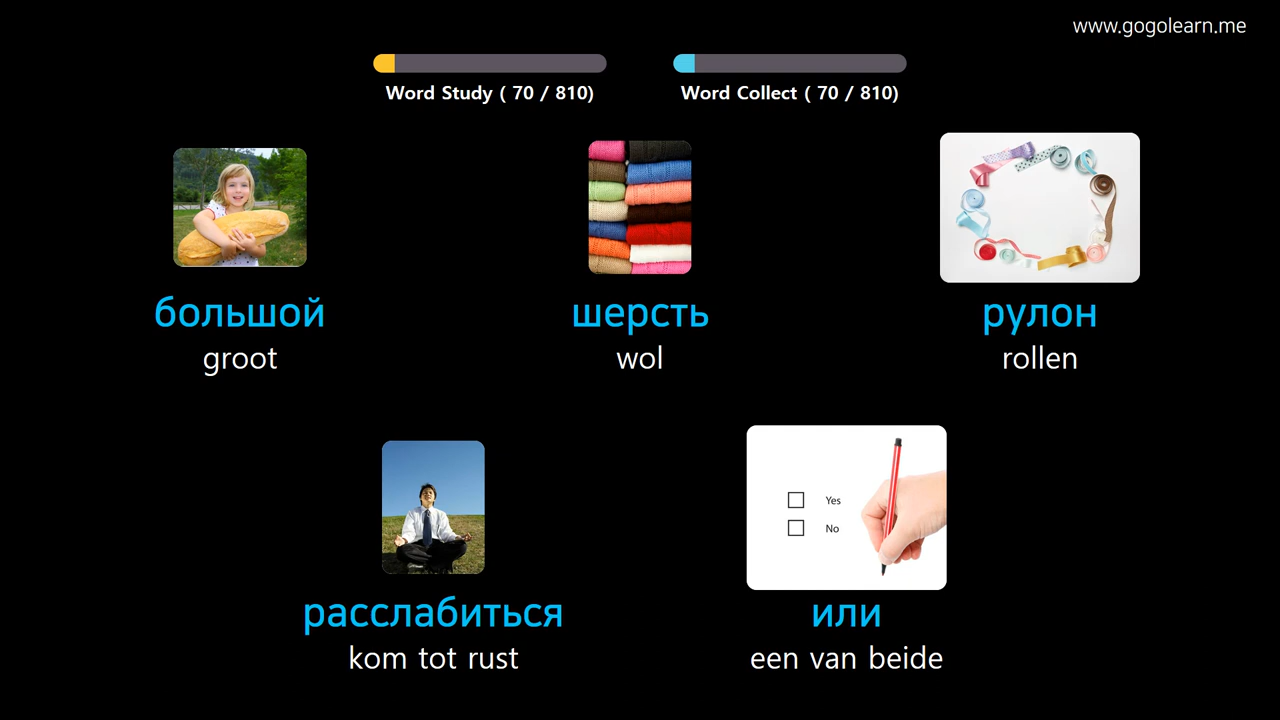 www.gogolearn.me
Word Study ( 70 / 810)
Word Collect ( 70 / 810)
большой
groot
шерсть
wol
рулон
rollen
Yes
No
расслабиться
kom tot rust
или
een van beide